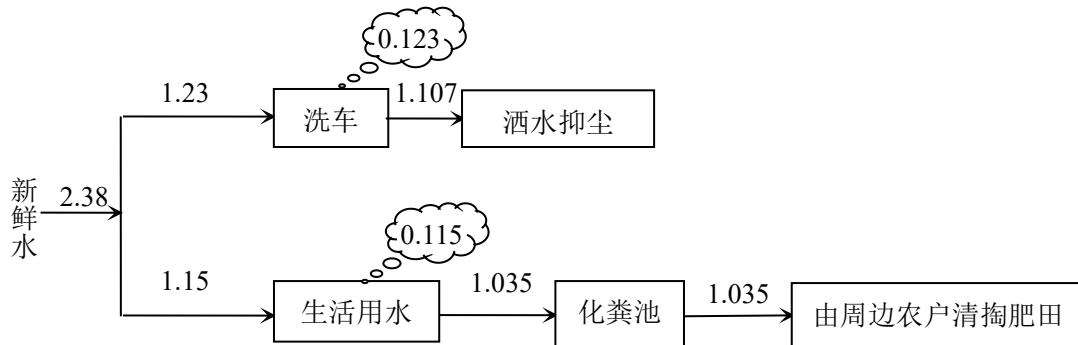 0.123
1.23
洗车
1.107
洒水抑尘
新鲜水
2.38
0.115
1.15
生活用水
1.035
化粪池
1.035
由周边农户清掏肥田